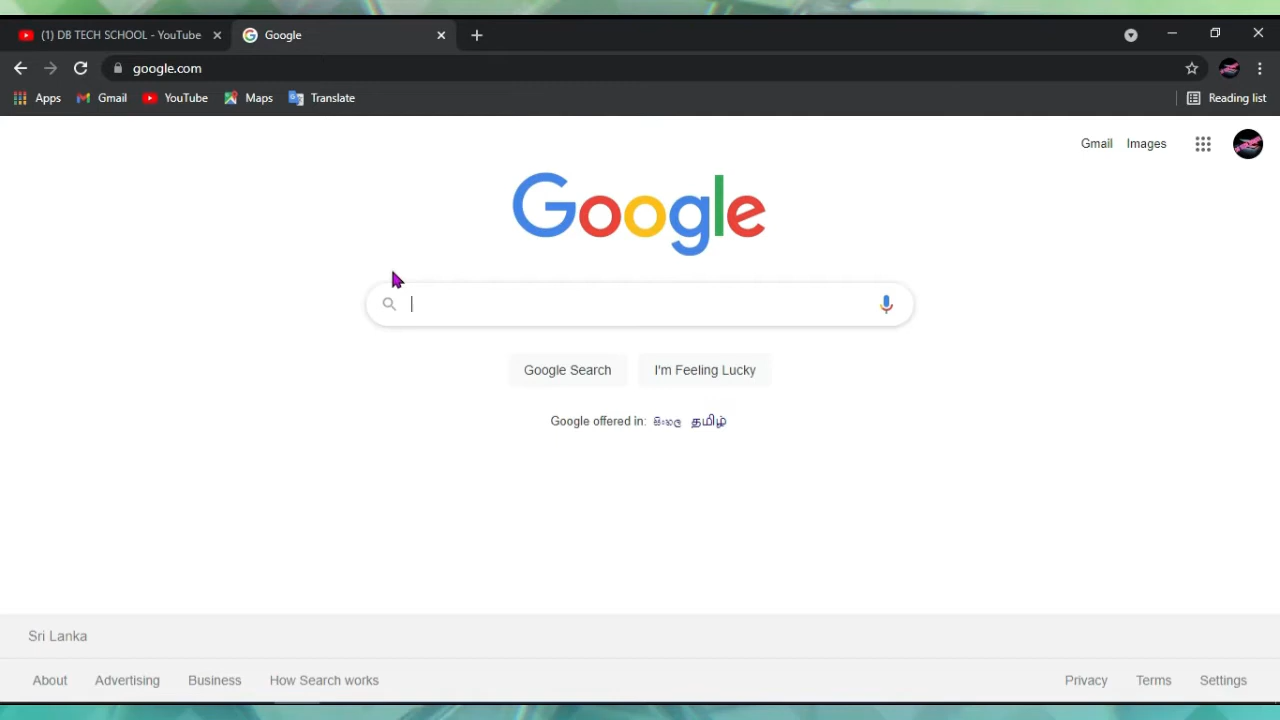 (1) DB TECH SCHOOL - YouTube
Google
google.com
Apps Gmail YouTube Maps Translate Reading list
Gmail Images
Google
Google Search I'm Feeling Lucky
Google offered in: සිංහල தமிழ்
Sri Lanka
About Advertising Business How Search works Privacy Terms Settings